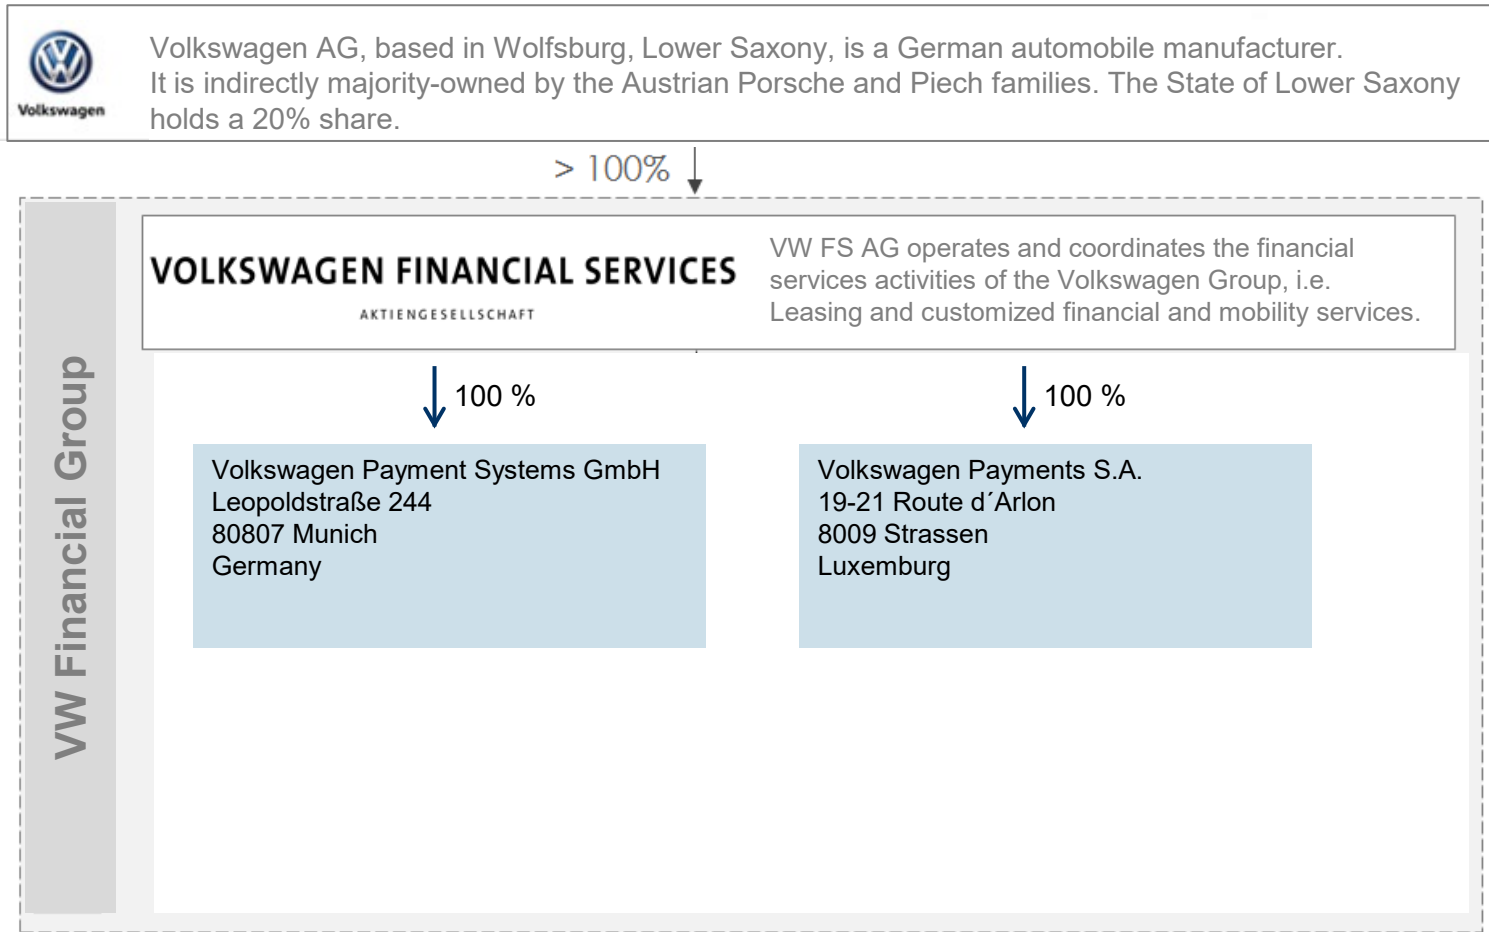 Volkswagen
Volkswagen AG, based in Wolfsburg, Lower Saxony, is a German automobile manufacturer.
It is indirectly majority-owned by the Austrian Porsche and Piech families. The State of Lower Saxony
holds a 20% share.
> 100%
VW Financial Group
VOLKSWAGEN FINANCIAL SERVICES
AKTIENGESELLSCHAFT
VW FS AG operates and coordinates the financial
services activities of the Volkswagen Group, i.e.
Leasing and customized financial and mobility services.
100 %
100 %
Volkswagen Payment Systems GmbH
Leopoldstraße 244
80807 Munich
Germany
Volkswagen Payments S.A.
19-21 Route d´Arlon
8009 Strassen
Luxemburg